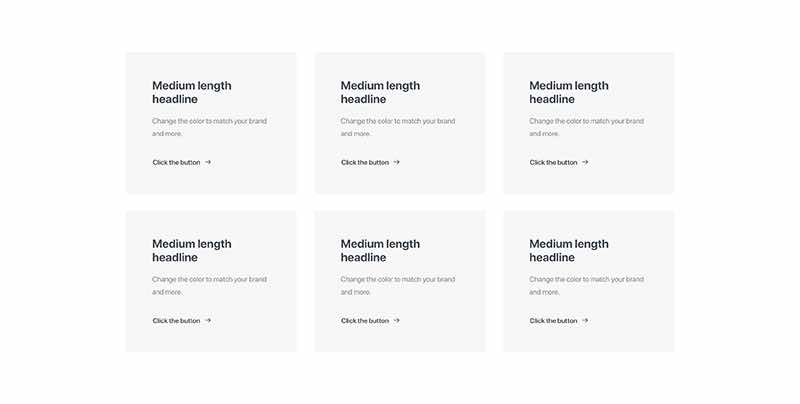 Medium length
headline
Change the color to match your brand
and more.
Click the button →
Medium length
headline
Change the color to match your brand
and more.
Click the button →
Medium length
headline
Change the color to match your brand
and more.
Click the button →
Medium length
headline
Change the color to match your brand
and more.
Click the button →
Medium length
headline
Change the color to match your brand
and more.
Click the button →
Medium length
headline
Change the color to match your brand
and more.
Click the button →